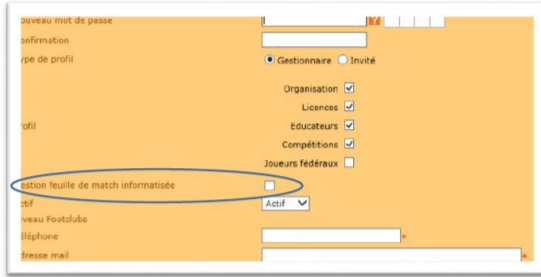 ouveau mot de passe ?
onfirmation
ype de profil Gestionnaire Invité
Organisation
Licences
rofil Educateurs
Compétitions
Joueurs fédéraux
estion feuille de match informatisée
ctif Actif
veau Footclubs
éléphone *
dresse mail *